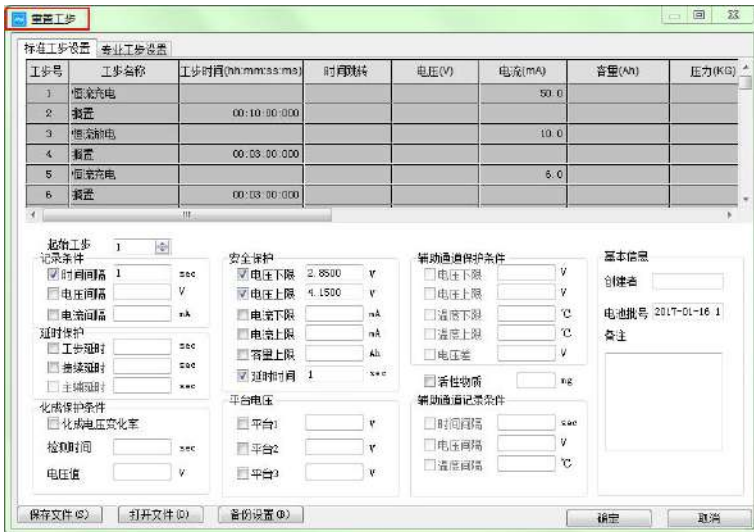 重置工步
标准工步设置 专业工步设置
工步号 工步名称 工步时间(hh:mm:ss:ms) 时间跳转 电压(V) 电流(mA) 容量(Ah) 压力(KG)
1 恒流充电 50.0
2 搁置 00:10:00:000
3 恒流放电 10.0
4 搁置 00:03:00:000
5 恒流充电 6.0
6 搁置 00:03:00:000
起始工步 1
记录条件
时间间隔 1 sec
电压间隔 V
电流间隔 mA
延时保护
工步延时 sec
持续延时 sec
主辅延时 sec
化成保护条件
化成电压变化率
检测时间 sec
电压值 V
安全保护
电压下限 2.8500 V
电压上限 4.1500 V
电流下限 mA
电流上限 mA
容量上限 Ah
延时时间 1 sec
平台电压
平台1 V
平台2 V
平台3 V
辅助通道保护条件
电压下限 V
电压上限 V
温度下限 ℃
温度上限 ℃
电压差 V
活性物质 mg
辅助通道记录条件
时间间隔 sec
电压间隔 V
温度间隔 ℃
基本信息
创建者
电池批号 2017-01-16 1
备注
保存文件(S) 打开文件(O) 备份设置(B) 确定 取消